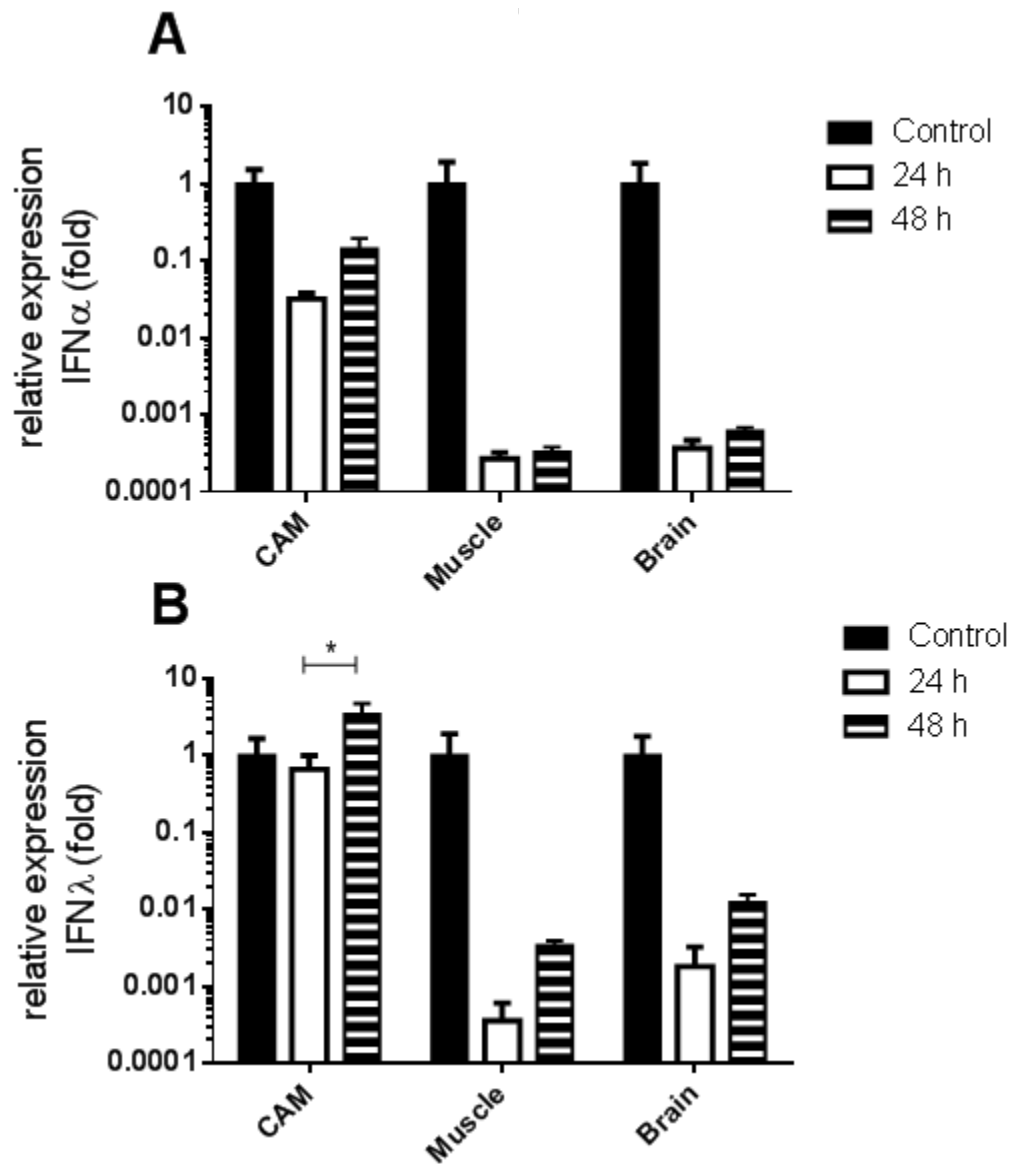 A
relative expression
IFNα (fold)
10
1
0.1
0.01
0.001
0.0001
CAM
Muscle
Brain
Control
24 h
48 h
B
relative expression
IFNλ (fold)
10
1
0.1
0.01
0.001
0.0001
*
CAM
Muscle
Brain
Control
24 h
48 h